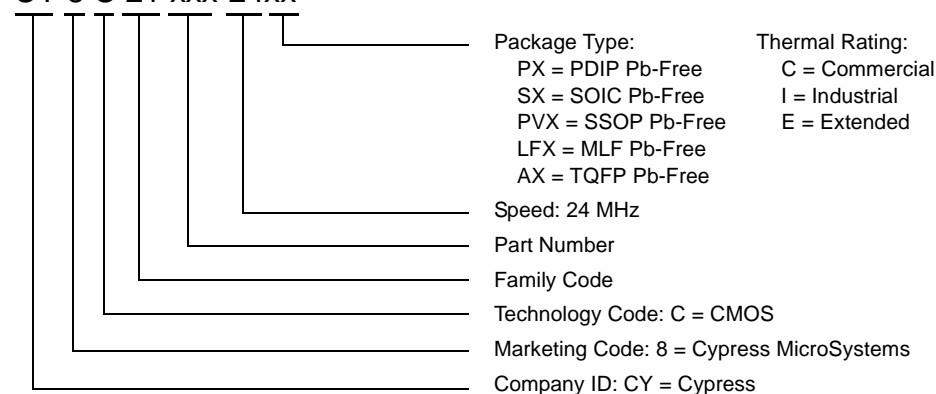 Package Type: Thermal Rating:
PX = PDIP Pb-Free C = Commercial
SX = SOIC Pb-Free I = Industrial
PVX = SSOP Pb-Free E = Extended
LFX = MLF Pb-Free
AX = TQFP Pb-Free
Speed: 24 MHz
Part Number
Family Code
Technology Code: C = CMOS
Marketing Code: 8 = Cypress MicroSystems
Company ID: CY = Cypress